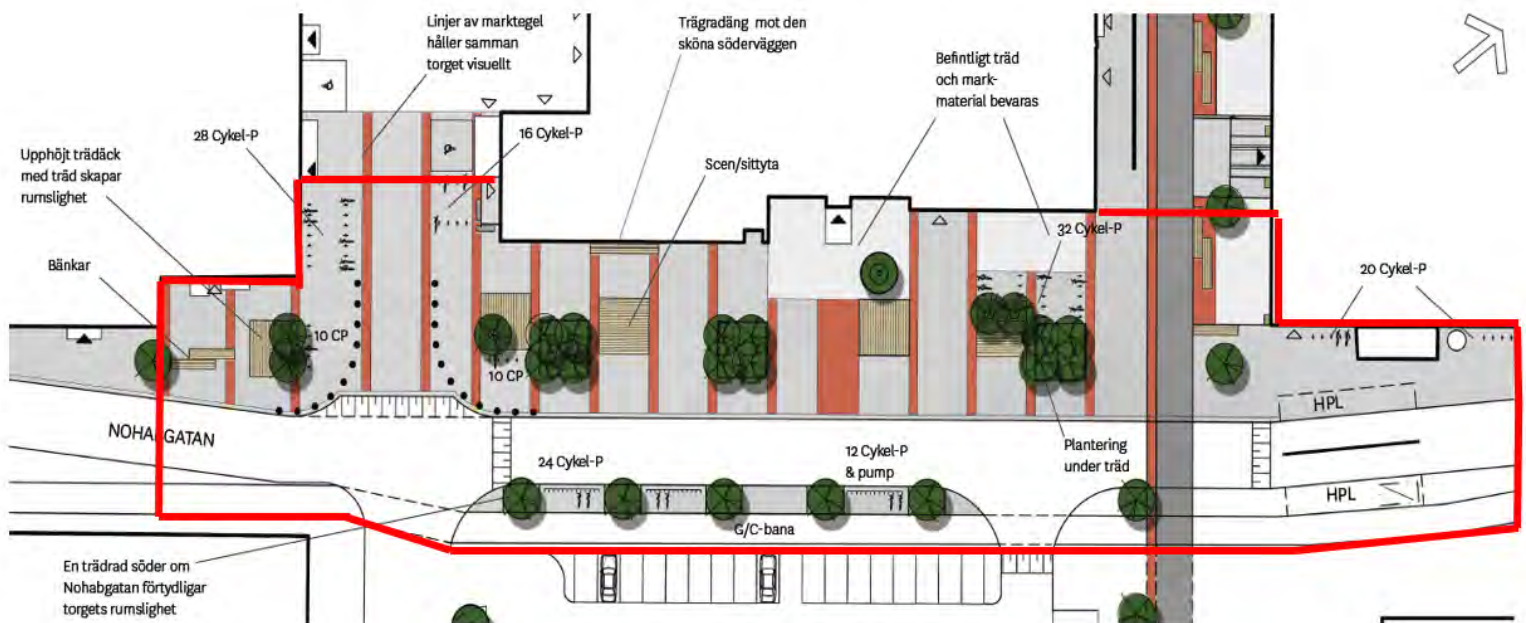 Linjer av marktegel
håller samman
torget visuellt
Trägradäng mot den
sköna söderväggen
Befintligt träd
och mark-
material bevaras
28 Cykel-P
16 Cykel-P
Upphöjt trädäck
med träd skapar
rumslighet
Scen/sittyta
32 Cykel-P
Bänkar
20 Cykel-P
10 CP
10 CP
HPL
NOHABGATAN
24 Cykel-P
12 Cykel-P
& pump
Plantering
under träd
HPL
G/C-bana
En trädrad söder om
Nohabgatan förtydligar
torgets rumslighet